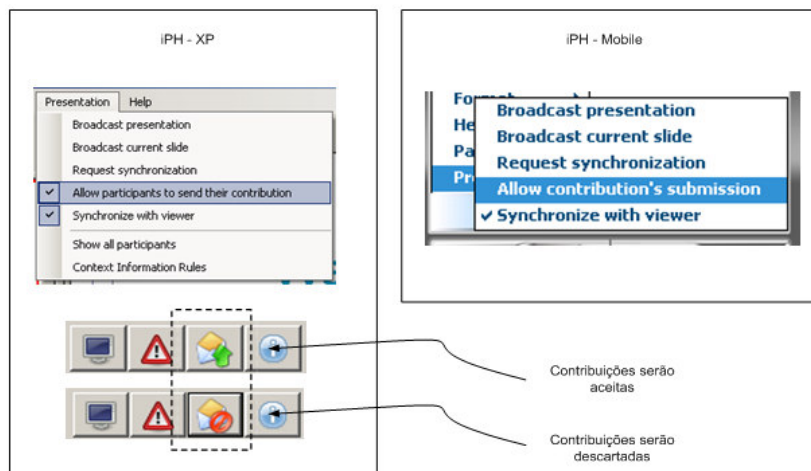 iPH - XP
Presentation Help
Broadcast presentation
Broadcast current slide
Request synchronization
Allow participants to send their contribution
Synchronize with viewer
Show all participants
Context Information Rules
iPH - Mobile
Broadcast presentation
Broadcast current slide
Request synchronization
Allow contribution's submission
Synchronize with viewer
Contribuições serão
aceitas
Contribuições serão
descartadas